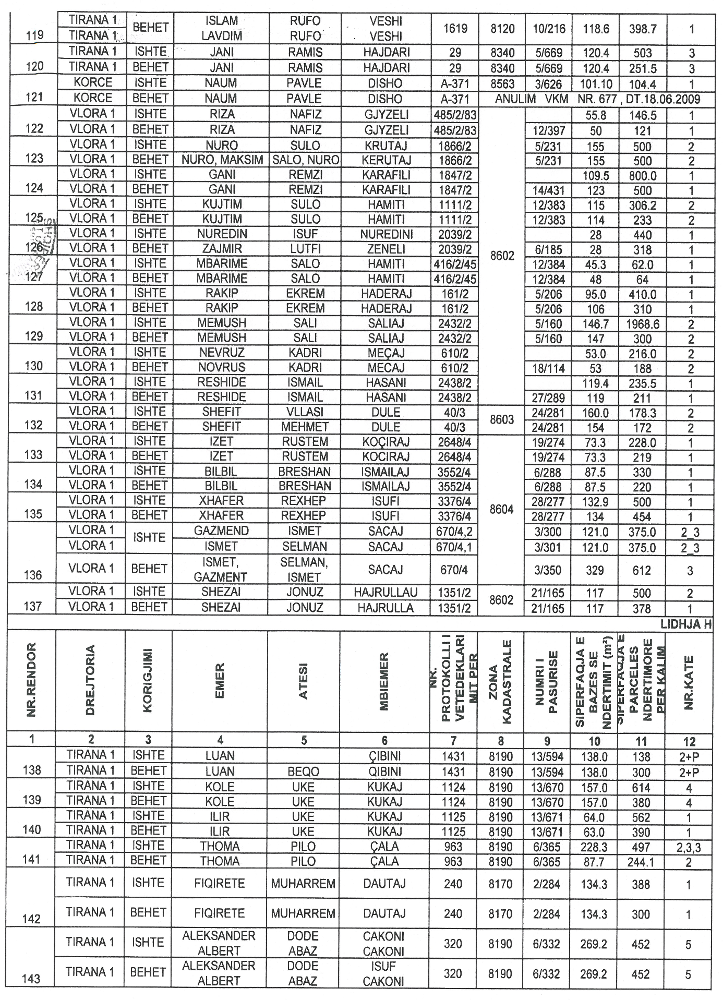 119 TIRANA 1 BEHET ISLAM RUFO VESHI 1619 8120 10/216 118.6 398.7 1
TIRANA 1 LAVDIM RUFO VESHI
120 TIRANA 1 ISHTE JANI RAMIS HAJDARI 29 8340 5/669 120.4 503 3
TIRANA 1 BEHET JANI RAMIS HAJDARI 29 8340 5/669 120.4 251.5 3
121 KORCE ISHTE NAUM PAVLE DISHO A-371 8563 3/626 101.10 104.4 1
KORCE BEHET NAUM PAVLE DISHO A-371 ANULIM VKM NR. 677 , DT.18.06.2009
122 VLORA 1 ISHTE RIZA NAFIZ GJYZELI 485/2/83 8602 55.8 146.5 1
VLORA 1 BEHET RIZA NAFIZ GJYZELI 485/2/83 12/397 50 121 1
123 VLORA 1 ISHTE NURO SULO KRUTAJ 1866/2 5/231 155 500 2
VLORA 1 BEHET NURO, MAKSIM SALO, NURO KERUTAJ 1866/2 5/231 155 500 2
124 VLORA 1 ISHTE GANI REMZI KARAFILI 1847/2 109.5 800.0 1
VLORA 1 BEHET GANI REMZI KARAFILI 1847/2 14/431 123 500 1
125 VLORA 1 ISHTE KUJTIM SULO HAMITI 1111/2 12/383 115 306.2 2
VLORA 1 BEHET KUJTIM SULO HAMITI 1111/2 12/383 114 233 2
126 VLORA 1 ISHTE NUREDIN ISUF NUREDINI 2039/2 28 440 1
VLORA 1 BEHET ZAJMIR LUTFI ZENELI 2039/2 6/185 28 318 1
127 VLORA 1 ISHTE MBARIME SALO HAMITI 416/2/45 12/384 45.3 62.0 1
VLORA 1 BEHET MBARIME SALO HAMITI 416/2/45 12/384 48 64 1
128 VLORA 1 ISHTE RAKIP EKREM HADERAJ 161/2 5/206 95.0 410.0 1
VLORA 1 BEHET RAKIP EKREM HADERAJ 161/2 5/206 106 310 1
129 VLORA 1 ISHTE MEMUSH SALI SALIAJ 2432/2 5/160 146.7 1968.6 2
VLORA 1 BEHET MEMUSH SALI SALIAJ 2432/2 5/160 147 300 2
130 VLORA 1 ISHTE NEVRUZ KADRI MEÇAJ 610/2 53.0 216.0 2
VLORA 1 BEHET NOVRUS KADRI MECAJ 610/2 18/114 53 188 2
131 VLORA 1 ISHTE RESHIDE ISMAIL HASANI 2438/2 119.4 235.5 1
VLORA 1 BEHET RESHIDE ISMAIL HASANI 2438/2 27/289 119 211 1
132 VLORA 1 ISHTE SHEFIT VLLASI DULE 40/3 8603 24/281 160.0 178.3 2
VLORA 1 BEHET SHEFIT MEHMET DULE 40/3 24/281 154 172 2
133 VLORA 1 ISHTE IZET RUSTEM KOÇIRAJ 2648/4 8604 19/274 73.3 228.0 1
VLORA 1 BEHET IZET RUSTEM KOCIRAJ 2648/4 19/274 73.3 219 1
134 VLORA 1 ISHTE BILBIL BRESHAN ISMAILAJ 3552/4 6/288 87.5 330 1
VLORA 1 BEHET BILBIL BRESHAN ISMAILAJ 3552/4 6/288 87.5 220 1
135 VLORA 1 ISHTE XHAFER REXHEP ISUFI 3376/4 28/277 132.9 500 1
VLORA 1 BEHET XHAFER REXHEP ISUFI 3376/4 28/277 134 454 1
136 VLORA 1 ISHTE GAZMEND ISMET SACAJ 670/4,2 3/300 121.0 375.0 2_3
VLORA 1 ISMET SELMAN SACAJ 670/4,1 3/301 121.0 375.0 2_3
VLORA 1 BEHET ISMET, SELMAN, SACAJ 670/4 3/350 329 612 3
GAZMENT ISMET
137 VLORA 1 ISHTE SHEZAI JONUZ HAJRULLAU 1351/2 8602 21/165 117 500 2
VLORA 1 BEHET SHEZAI JONUZ HAJRULLA 1351/2 21/165 117 378 1
LIDHJA H
NR.RENDOR
DREJTORIA
KORIGJIMI
EMER
ATESI
MBIEMER
NR.
PROTOKOLLI I
VETEDEKLARI
MIT PER
ZONA
KADASTRALE
NUMRI I
PASURISE
SIPERFAQJA E
BAZES SE
NDERTIMIT (m²)
SIPERFAQJA E
PARCELES
NDERTIMORE
PER KALIM
NR.KATE
1 2 3 4 5 6 7 8 9 10 11 12
138 TIRANA 1 ISHTE LUAN ÇIBINI 1431 8190 13/594 138.0 138 2+P
TIRANA 1 BEHET LUAN BEQO QIBINI 1431 8190 13/594 138.0 300 2+P
139 TIRANA 1 ISHTE KOLE UKE KUKAJ 1124 8190 13/670 157.0 614 4
TIRANA 1 BEHET KOLE UKE KUKAJ 1124 8190 13/670 157.0 380 4
140 TIRANA 1 ISHTE ILIR UKE KUKAJ 1125 8190 13/671 64.0 562 1
TIRANA 1 BEHET ILIR UKE KUKAJ 1125 8190 13/671 63.0 390 1
141 TIRANA 1 ISHTE THOMA PILO ÇALA 963 8190 6/365 228.3 497 2,3,3
TIRANA 1 BEHET THOMA PILO ÇALA 963 8190 6/365 87.7 244.1 2
142 TIRANA 1 ISHTE FIQIRETE MUHARREM DAUTAJ 240 8170 2/284 134.3 388 1
TIRANA 1 BEHET FIQIRETE MUHARREM DAUTAJ 240 8170 2/284 134.3 300 1
143 TIRANA 1 ISHTE ALEKSANDER DODE CAKONI 320 8190 6/332 269.2 452 5
ALBERT ABAZ CAKONI
TIRANA 1 BEHET ALEKSANDER DODE ISUF 320 8190 6/332 269.2 452 5
ALBERT ABAZ CAKONI